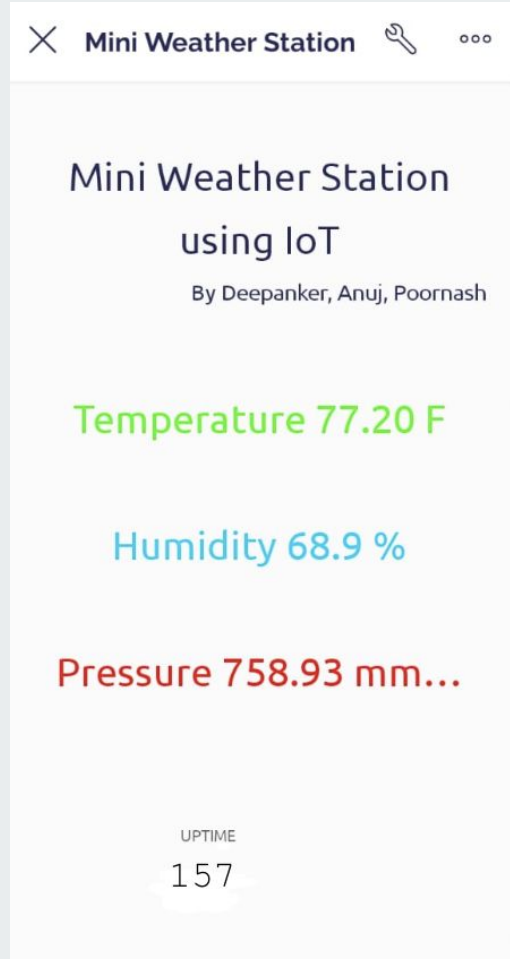 Mini Weather Station
Mini Weather Station
using IoT
By Deepanker, Anuj, Poornash
Temperature 77.20 F
Humidity 68.9 %
Pressure 758.93 mm...
UPTIME
157